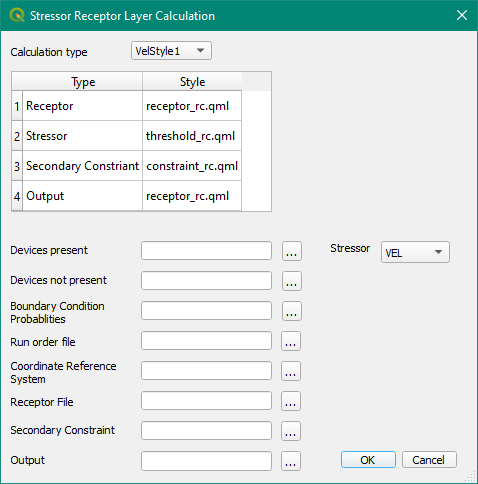 Stressor Receptor Layer Calculation
Calculation type VelStyle1
Type Style
1 Receptor receptor_rc.qml
2 Stressor threshold_rc.qml
3 Secondary Constriant constraint_rc.qml
4 Output receptor_rc.qml
Devices present ... Stressor VEL
Devices not present ...
Boundary Condition
Probablities ...
Run order file ...
Coordinate Reference
System ...
Receptor File ...
Secondary Constraint ...
Output ... OK Cancel